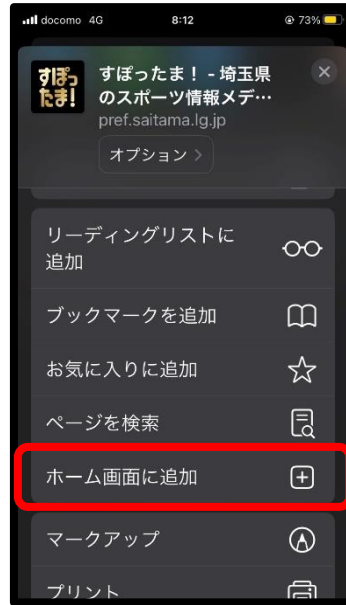 docomo 4G 8:12 73%
すぽっ
たま!
すぽったま！ - 埼玉県
のスポーツ情報メデ…
pref.saitama.lg.jp
オプション
リーディングリストに
追加
ブックマークを追加
お気に入りに追加
ページを検索
ホーム画面に追加
マークアップ
プリント